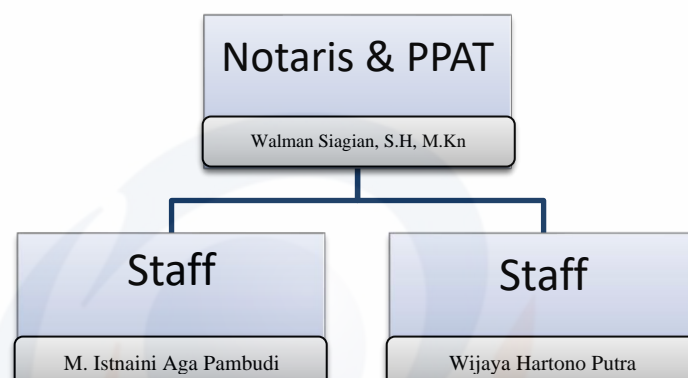 Notaris & PPAT
Walman Siagian, S.H, M.Kn
Staff
M. Istnaini Aga Pambudi
Staff
Wijaya Hartono Putra